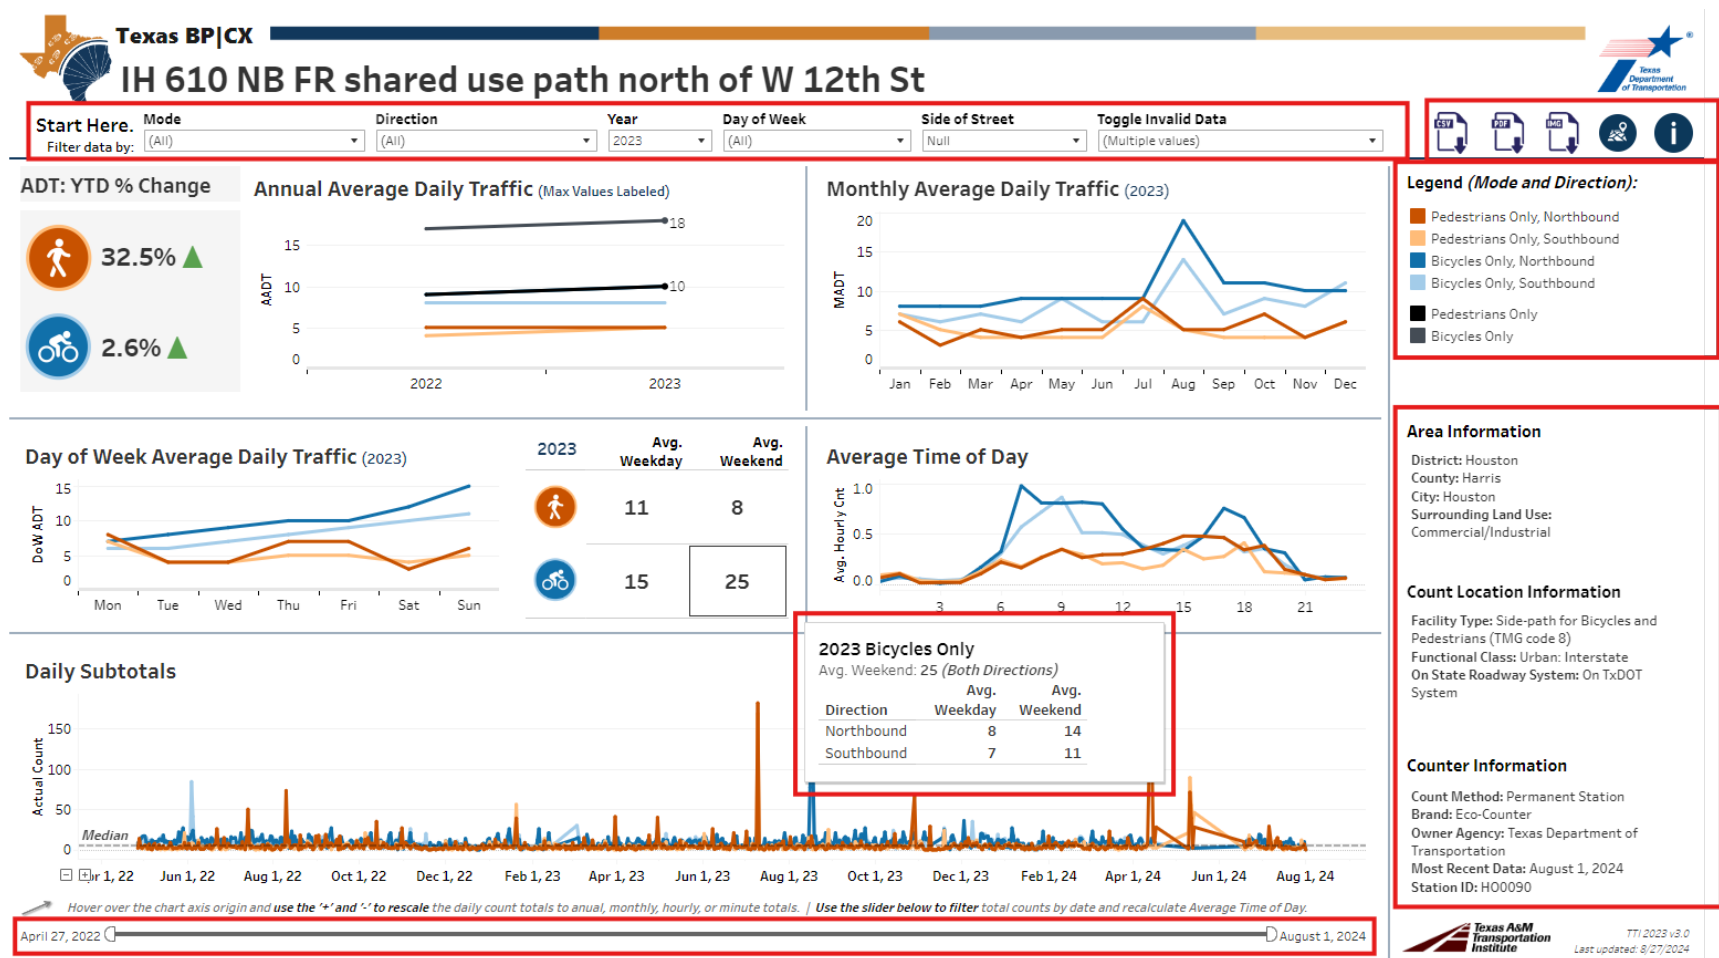 Texas BP|CX
IH 610 NB FR shared use path north of W 12th St
Texas
Department
of Transportation
®
Start Here.
Filter data by:
Mode
(All)
Direction
(All)
Year
2023
Day of Week
(All)
Side of Street
Null
Toggle Invalid Data
(Multiple values)
CSV
PDF
IMG
i
ADT: YTD % Change
32.5%
2.6%
Annual Average Daily Traffic (Max Values Labeled)
AADT
15
10
5
0
18
10
2022 2023
Monthly Average Daily Traffic (2023)
MADT
20
15
10
5
0
Jan Feb Mar Apr May Jun Jul Aug Sep Oct Nov Dec
Legend (Mode and Direction):
Pedestrians Only, Northbound
Pedestrians Only, Southbound
Bicycles Only, Northbound
Bicycles Only, Southbound
Pedestrians Only
Bicycles Only
Day of Week Average Daily Traffic (2023)
DoW ADT
15
10
5
0
Mon Tue Wed Thu Fri Sat Sun
2023
Avg. Weekday
Avg. Weekend
11 8
15 25
Average Time of Day
Avg. Hourly Cnt
1.0
0.5
0.0
3 6 9 12 15 18 21
2023 Bicycles Only
Avg. Weekend: 25 (Both Directions)
Avg. Avg.
Direction Weekday Weekend
Northbound 8 14
Southbound 7 11
Area Information
District: Houston
County: Harris
City: Houston
Surrounding Land Use:
Commercial/Industrial
Count Location Information
Facility Type: Side-path for Bicycles and
Pedestrians (TMG code 8)
Functional Class: Urban: Interstate
On State Roadway System: On TxDOT
System
Counter Information
Count Method: Permanent Station
Brand: Eco-Counter
Owner Agency: Texas Department of
Transportation
Most Recent Data: August 1, 2024
Station ID: HO0090
Daily Subtotals
Actual Count
150
100
50
0
Median
pr 1, 22 Jun 1, 22 Aug 1, 22 Oct 1, 22 Dec 1, 22 Feb 1, 23 Apr 1, 23 Jun 1, 23 Aug 1, 23 Oct 1, 23 Dec 1, 23 Feb 1, 24 Apr 1, 24 Jun 1, 24 Aug 1, 24
Hover over the chart axis origin and use the '+' and '-' to rescale the daily count totals to anual, monthly, hourly, or minute totals. | Use the slider below to filter total counts by date and recalculate Average Time of Day.
April 27, 2022
August 1, 2024
Texas A&M
Transportation
Institute
TTI 2023 v3.0
Last updated: 8/27/2024